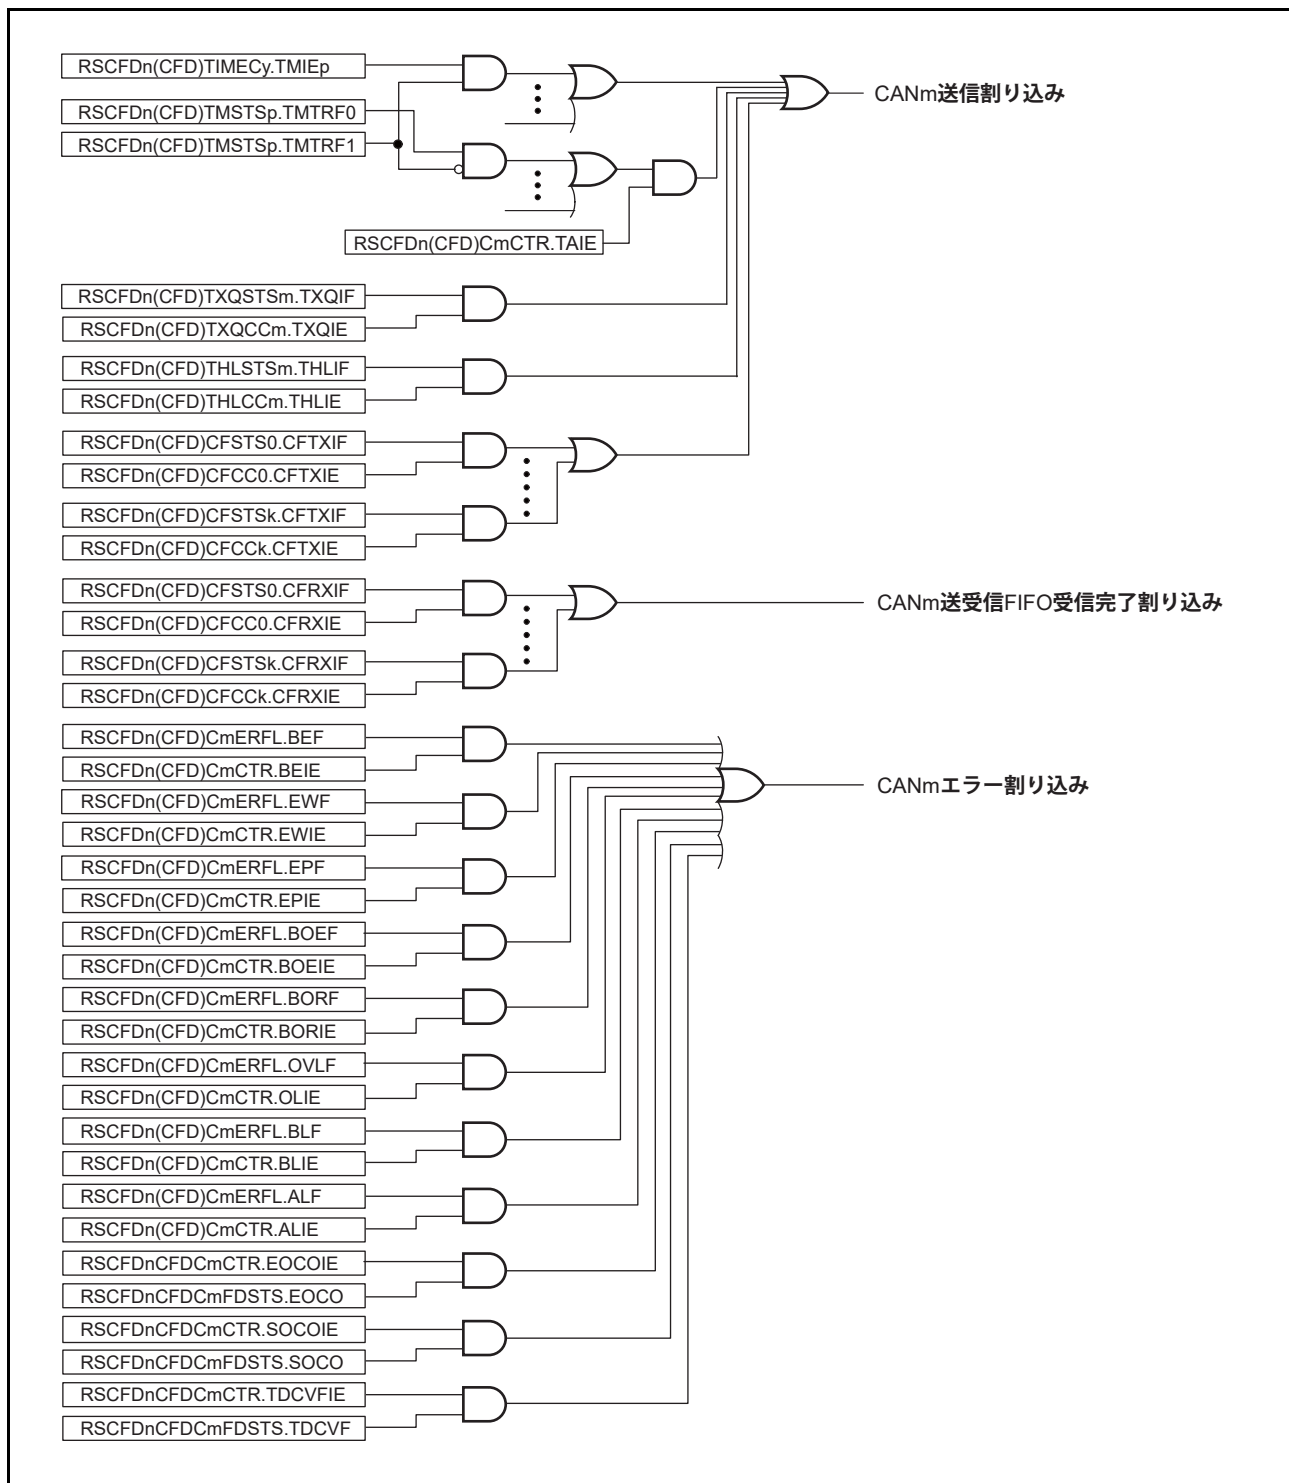 RSCFDn(CFD)TIMECy.TMIEp
RSCFDn(CFD)TMSTSp.TMTRF0
RSCFDn(CFD)TMSTSp.TMTRF1
CANm送信割り込み
RSCFDn(CFD)CmCTR.TAIE
RSCFDn(CFD)TXQSTSm.TXQIF
RSCFDn(CFD)TXQCCm.TXQIE
RSCFDn(CFD)THLSTSm.THLIF
RSCFDn(CFD)THLCCm.THLIE
RSCFDn(CFD)CFSTS0.CFTXIF
RSCFDn(CFD)CFCC0.CFTXIE
RSCFDn(CFD)CFSTSk.CFTXIF
RSCFDn(CFD)CFCCk.CFTXIE
RSCFDn(CFD)CFSTS0.CFRXIF
RSCFDn(CFD)CFCC0.CFRXIE
CANm送受信FIFO受信完了割り込み
RSCFDn(CFD)CFSTSk.CFRXIF
RSCFDn(CFD)CFCCk.CFRXIE
RSCFDn(CFD)CmERFL.BEF
RSCFDn(CFD)CmCTR.BEIE
CANmエラー割り込み
RSCFDn(CFD)CmERFL.EWF
RSCFDn(CFD)CmCTR.EWIE
RSCFDn(CFD)CmERFL.EPF
RSCFDn(CFD)CmCTR.EPIE
RSCFDn(CFD)CmERFL.BOEF
RSCFDn(CFD)CmCTR.BOEIE
RSCFDn(CFD)CmERFL.BORF
RSCFDn(CFD)CmCTR.BORIE
RSCFDn(CFD)CmERFL.OVLF
RSCFDn(CFD)CmCTR.OLIE
RSCFDn(CFD)CmERFL.BLF
RSCFDn(CFD)CmCTR.BLIE
RSCFDn(CFD)CmERFL.ALF
RSCFDn(CFD)CmCTR.ALIE
RSCFDnCFDCmCTR.EOCOIE
RSCFDnCFDCmFDSTS.EOCO
RSCFDnCFDCmCTR.SOCOIE
RSCFDnCFDCmFDSTS.SOCO
RSCFDnCFDCmCTR.TDCVFIE
RSCFDnCFDCmFDSTS.TDCVF